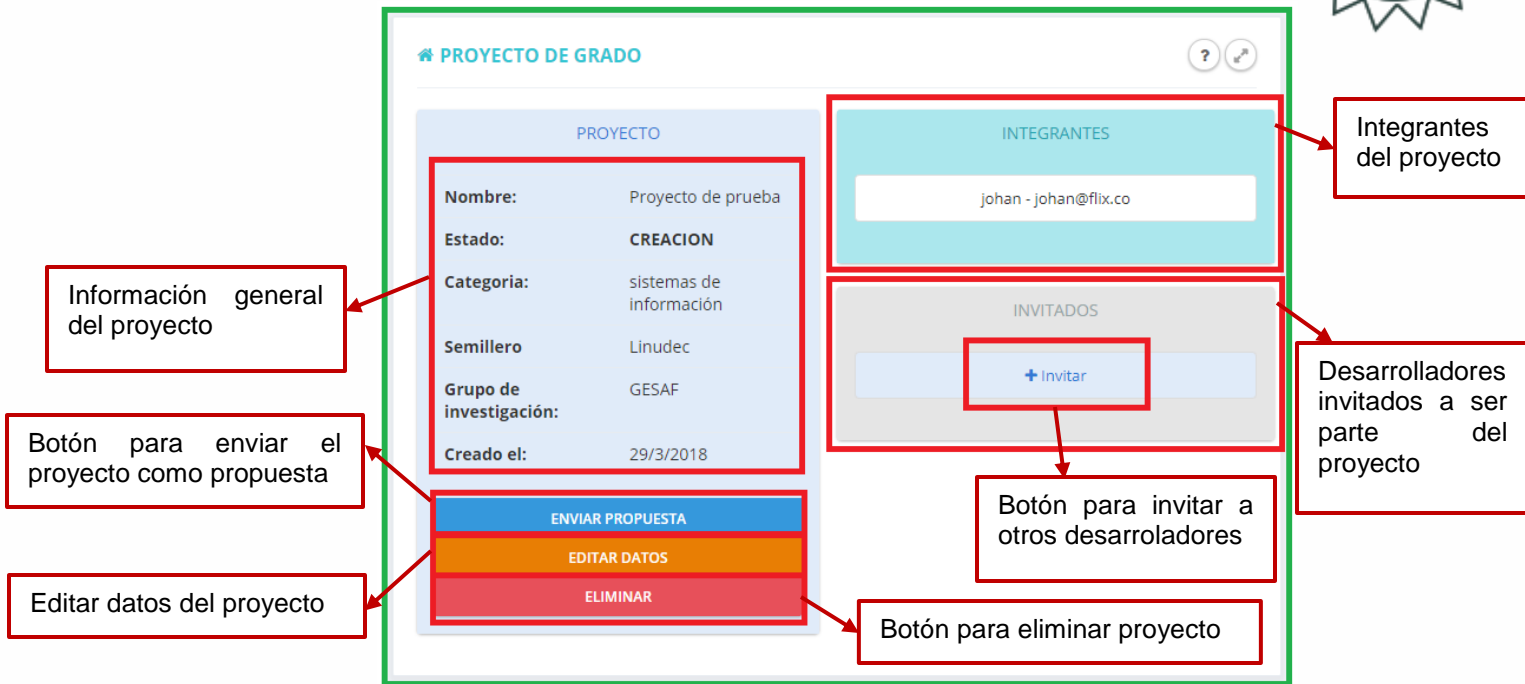 PROYECTO DE GRADO
?
PROYECTO
Nombre: Proyecto de prueba
Estado: CREACION
Categoria: sistemas de
información
Semillero Linudec
Grupo de GESAF
investigación:
Creado el: 29/3/2018
ENVIAR PROPUESTA
EDITAR DATOS
ELIMINAR
INTEGRANTES
johan - johan@flix.co
INVITADOS
+ Invitar
Información general
del proyecto
Botón para enviar el
proyecto como propuesta
Editar datos del proyecto
Integrantes
del proyecto
Desarrolladores
invitados a ser
parte del
proyecto
Botón para invitar a
otros desarroladores
Botón para eliminar proyecto